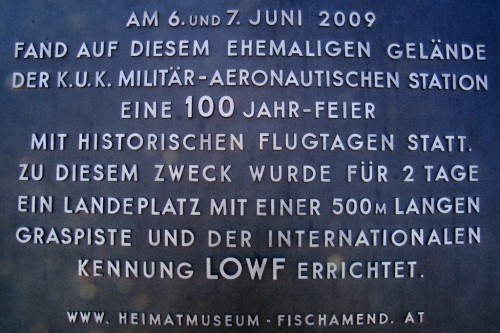 AM 6. UND 7. JUNI 2009
FAND AUF DIESEM EHEMALIGEN GELÄNDE
DER K.U.K. MILITÄR-AERONAUTISCHEN STATION
EINE 100 JAHR-FEIER
MIT HISTORISCHEN FLUGTAGEN STATT.
ZU DIESEM ZWECK WURDE FÜR 2 TAGE
EIN LANDEPLATZ MIT EINER 500M LANGEN
GRASPISTE UND DER INTERNATIONALEN
KENNUNG LOWF ERRICHTET.
WWW. HEIMATMUSEUM - FISCHAMEND. AT